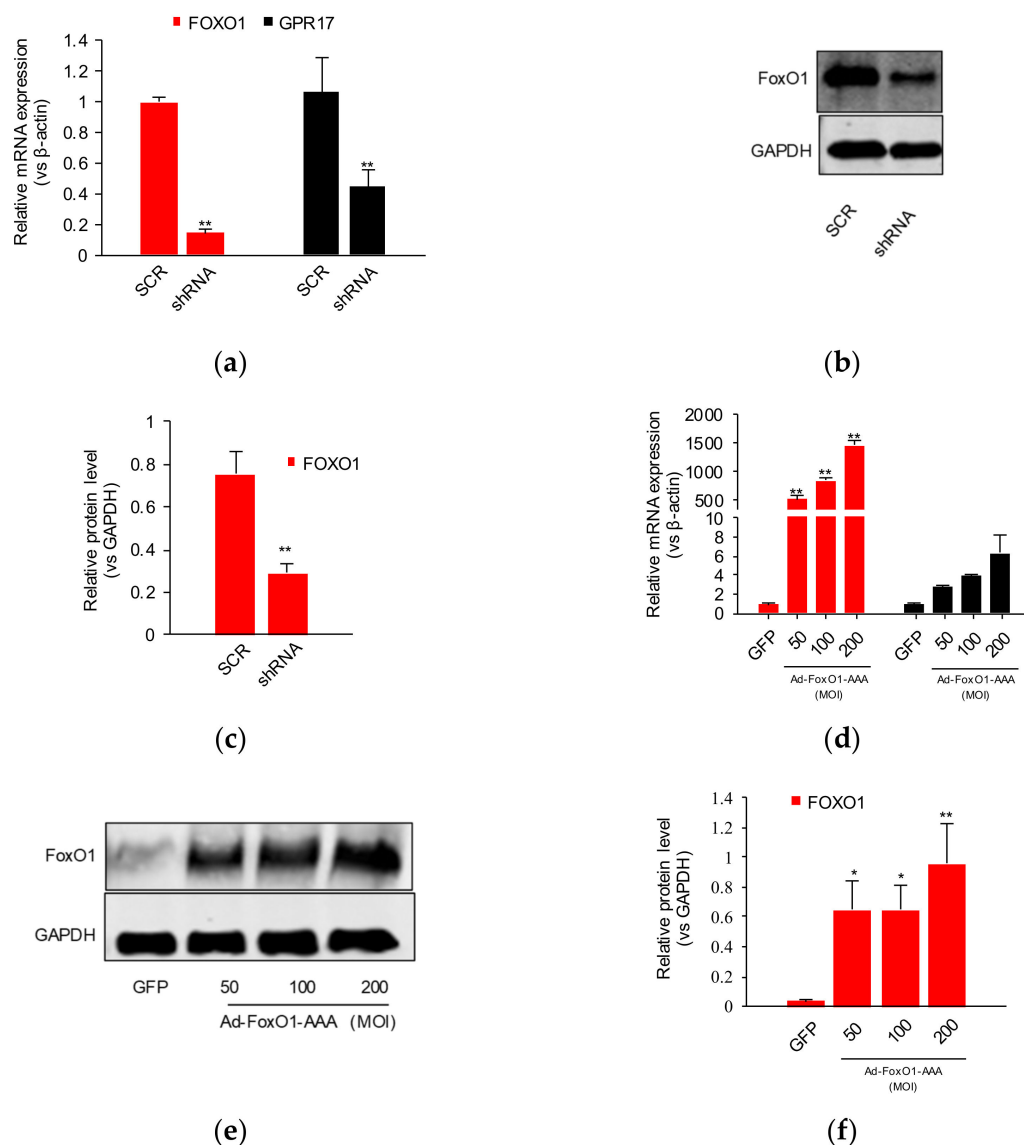 FOXO1 GPR17
Relative mRNA expression
(vs β-actin)
1.4
1.2
1
0.8
0.6
0.4
0.2
0
**
**
SCR
shRNA
SCR
shRNA
(a)
FoxO1
GAPDH
SCR
shRNA
(b)
Relative protein level
(vs GAPDH)
1
0.8
0.6
0.4
0.2
0
FOXO1
**
SCR
shRNA
(c)
Relative mRNA expression
(vs β-actin)
2000
1500
1000
500
10
8
6
4
2
0
**
**
**
GFP
50
100
200
GFP
50
100
200
Ad-FoxO1-AAA
(MOI)
Ad-FoxO1-AAA
(MOI)
(d)
FoxO1
GAPDH
GFP 50 100 200
Ad-FoxO1-AAA (MOI)
(e)
FOXO1
Relative protein level
(vs GAPDH)
1.4
1.2
1
0.8
0.6
0.4
0.2
0
*
*
**
GFP
50
100
200
Ad-FoxO1-AAA
(MOI)
(f)